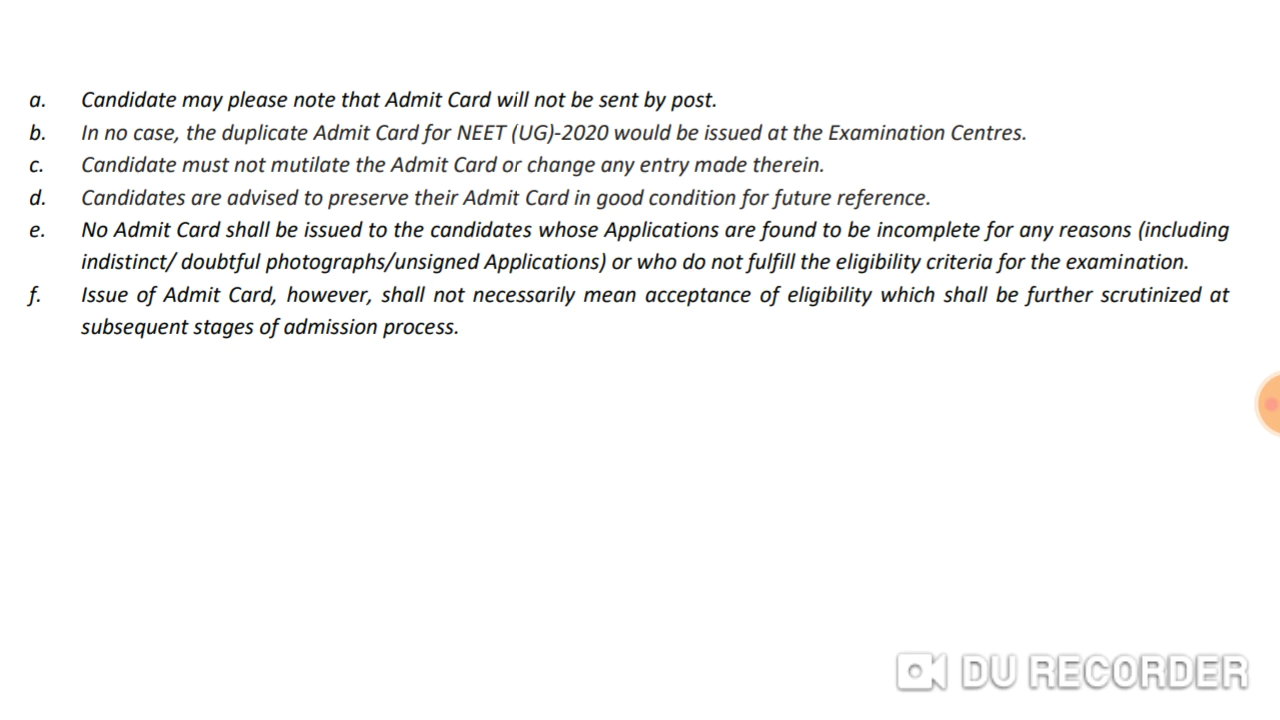 a. Candidate may please note that Admit Card will not be sent by post.
b. In no case, the duplicate Admit Card for NEET (UG)-2020 would be issued at the Examination Centres.
c. Candidate must not mutilate the Admit Card or change any entry made therein.
d. Candidates are advised to preserve their Admit Card in good condition for future reference.
e. No Admit Card shall be issued to the candidates whose Applications are found to be incomplete for any reasons (including
indistinct/ doubtful photographs/unsigned Applications) or who do not fulfill the eligibility criteria for the examination.
f. Issue of Admit Card, however, shall not necessarily mean acceptance of eligibility which shall be further scrutinized at
subsequent stages of admission process.
DU RECORDER